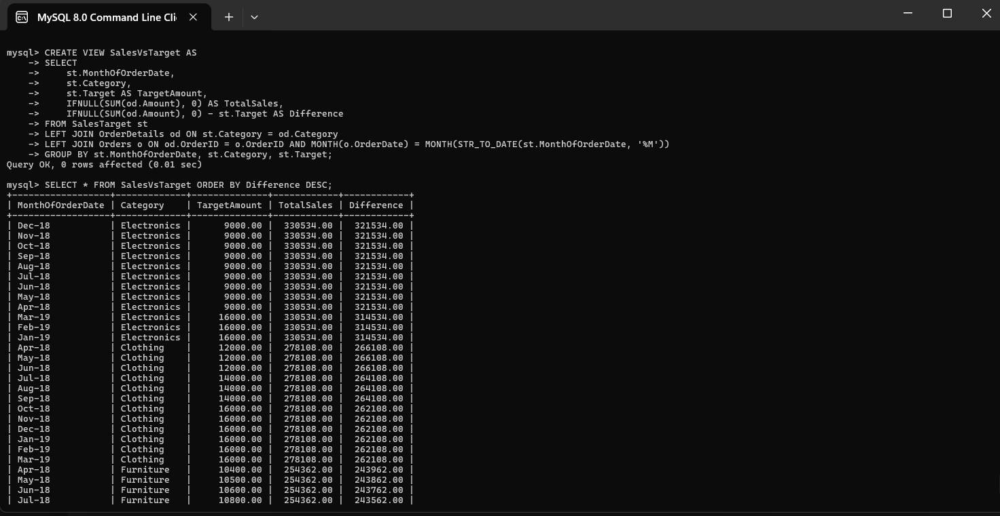 MySQL 8.0 Command Line Cli
mysql> CREATE VIEW SalesVsTarget AS
    -> SELECT
    ->     st.MonthOfOrderDate,
    ->     st.Category,
    ->     st.Target AS TargetAmount,
    ->     IFNULL(SUM(od.Amount), 0) AS TotalSales,
    ->     IFNULL(SUM(od.Amount), 0) - st.Target AS Difference
    -> FROM SalesTarget st
    -> LEFT JOIN OrderDetails od ON st.Category = od.Category
    -> LEFT JOIN Orders o ON od.OrderID = o.OrderID AND MONTH(o.OrderDate) = MONTH(STR_TO_DATE(st.MonthOfOrderDate, '%M'))
    -> GROUP BY st.MonthOfOrderDate, st.Category, st.Target;
Query OK, 0 rows affected (0.01 sec)
mysql> SELECT * FROM SalesVsTarget ORDER BY Difference DESC;
+------------------+-------------+--------------+------------+------------+
| MonthOfOrderDate | Category    | TargetAmount | TotalSales | Difference |
+------------------+-------------+--------------+------------+------------+
| Dec-18           | Electronics |      9000.00 |  330534.00 |  321534.00 |
| Nov-18           | Electronics |      9000.00 |  330534.00 |  321534.00 |
| Oct-18           | Electronics |      9000.00 |  330534.00 |  321534.00 |
| Sep-18           | Electronics |      9000.00 |  330534.00 |  321534.00 |
| Aug-18           | Electronics |      9000.00 |  330534.00 |  321534.00 |
| Jul-18           | Electronics |      9000.00 |  330534.00 |  321534.00 |
| Jun-18           | Electronics |      9000.00 |  330534.00 |  321534.00 |
| May-18           | Electronics |      9000.00 |  330534.00 |  321534.00 |
| Apr-18           | Electronics |      9000.00 |  330534.00 |  321534.00 |
| Mar-19           | Electronics |     16000.00 |  330534.00 |  314534.00 |
| Feb-19           | Electronics |     16000.00 |  330534.00 |  314534.00 |
| Jan-19           | Electronics |     16000.00 |  330534.00 |  314534.00 |
| Apr-18           | Clothing    |     12000.00 |  278108.00 |  266108.00 |
| May-18           | Clothing    |     12000.00 |  278108.00 |  266108.00 |
| Jun-18           | Clothing    |     12000.00 |  278108.00 |  266108.00 |
| Jul-18           | Clothing    |     14000.00 |  278108.00 |  264108.00 |
| Aug-18           | Clothing    |     14000.00 |  278108.00 |  264108.00 |
| Sep-18           | Clothing    |     14000.00 |  278108.00 |  264108.00 |
| Oct-18           | Clothing    |     16000.00 |  278108.00 |  262108.00 |
| Nov-18           | Clothing    |     16000.00 |  278108.00 |  262108.00 |
| Dec-18           | Clothing    |     16000.00 |  278108.00 |  262108.00 |
| Jan-19           | Clothing    |     16000.00 |  278108.00 |  262108.00 |
| Feb-19           | Clothing    |     16000.00 |  278108.00 |  262108.00 |
| Mar-19           | Clothing    |     16000.00 |  278108.00 |  262108.00 |
| Apr-18           | Furniture   |     10400.00 |  254362.00 |  243962.00 |
| May-18           | Furniture   |     10500.00 |  254362.00 |  243862.00 |
| Jun-18           | Furniture   |     10600.00 |  254362.00 |  243762.00 |
| Jul-18           | Furniture   |     10800.00 |  254362.00 |  243562.00 |